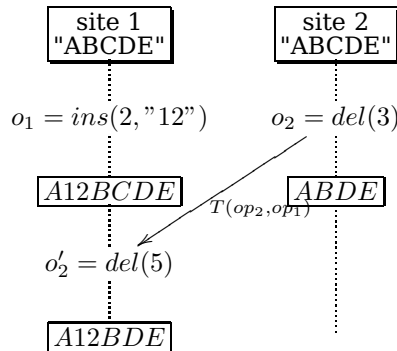 site 1
"ABCDE"
site 2
"ABCDE"
o₁ = ins(2, "12")
o₂ = del(3)
A12BCDE
ABDE
T(op₂,op₁)
o′₂ = del(5)
A12BDE